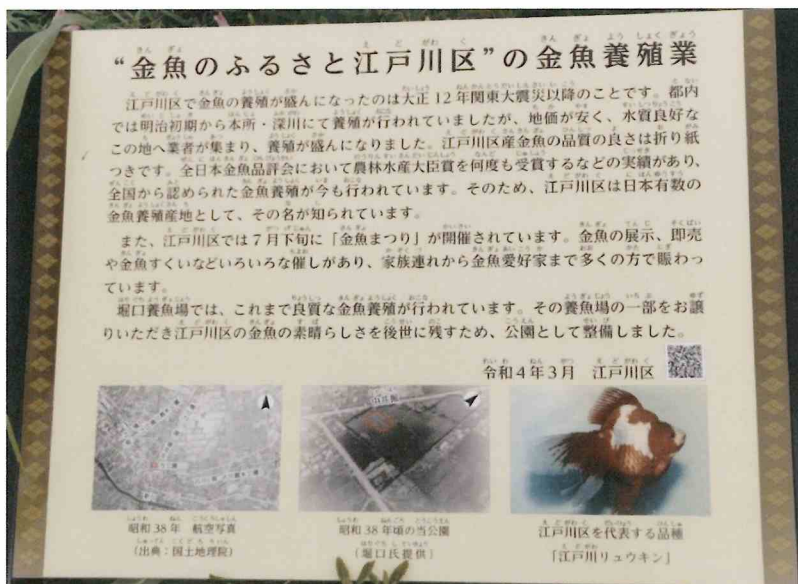 “金魚のふるさと江戸川区”の金魚養殖業
江戸川区で金魚の養殖が盛んになったのは大正12年関東大震災以降のことです。都内
では明治初期から本所・深川にて養殖が行われていましたが、地価が安く、水質良好な
この地へ業者が集まり、養殖が盛んになりました。江戸川区産金魚の品質の良さは折り紙
つきです。全日本金魚品評会において農林水産大臣賞を何度も受賞するなどの実績があり、
全国から認められた金魚養殖が今も行われています。そのため、江戸川区は日本有数の
金魚養殖産地として、その名が知られています。
また、江戸川区では7月下旬に「金魚まつり」が開催されています。金魚の展示、即売
や金魚すくいなどいろいろな催しがあり、家族連れから金魚愛好家まで多くの方で賑わっ
ています。
堀口養魚場では、これまで良質な金魚養殖が行われています。その養魚場の一部をお譲
りいただき江戸川区の金魚の素晴らしさを後世に残すため、公園として整備しました。
令和4年3月 江戸川区
昭和38年 航空写真
(出典:国土地理院)
昭和38年頃の当公園
(堀口氏提供)
江戸川区を代表する品種
「江戸川リュウキン」